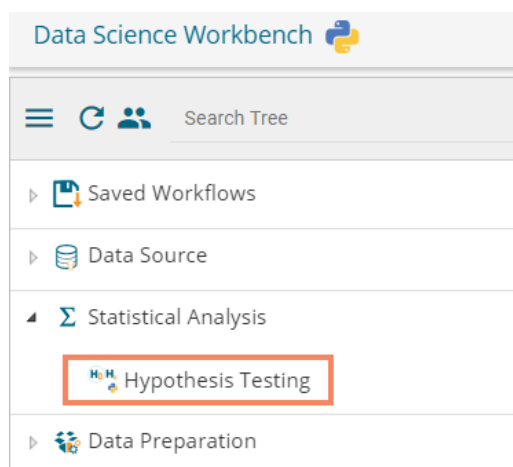 Data Science Workbench
Search Tree
Saved Workflows
Data Source
Σ Statistical Analysis
Hypothesis Testing
Data Preparation